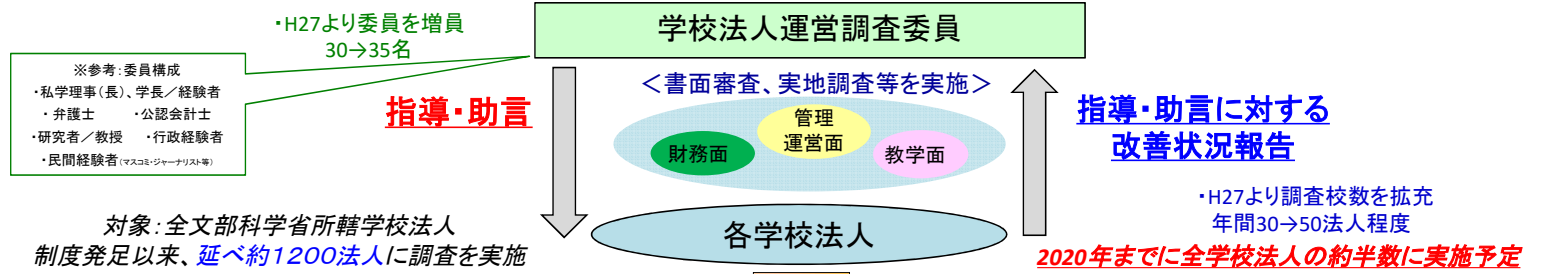 ・H27より委員を増員
30→35名
学校法人運営調査委員
※参考:委員構成
・私学理事(長)、学長/経験者
・弁護士　・公認会計士
・研究者/教授　・行政経験者
・民間経験者(マスコミ・ジャーナリスト等)
指導・助言
<書面審査、実地調査等を実施>
財務面
管理
運営面
教学面
指導・助言に対する
改善状況報告
・H27より調査校数を拡充
年間30→50法人程度
2020年までに全学校法人の約半数に実施予定
対象:全文部科学省所轄学校法人
制度発足以来、延べ約1200法人に調査を実施
各学校法人